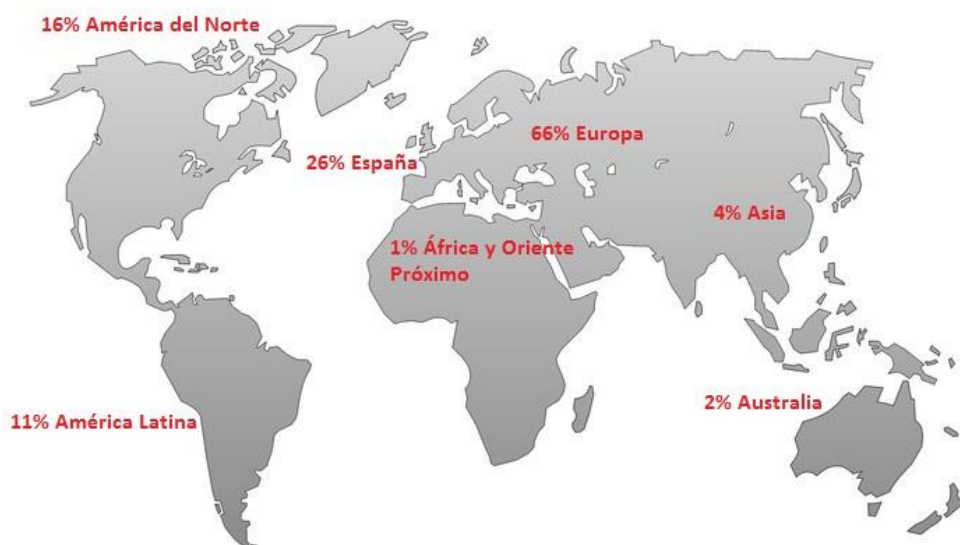 16% América del Norte
66% Europa
26% España
4% Asia
1% África y Oriente
Próximo
2% Australia
11% América Latina